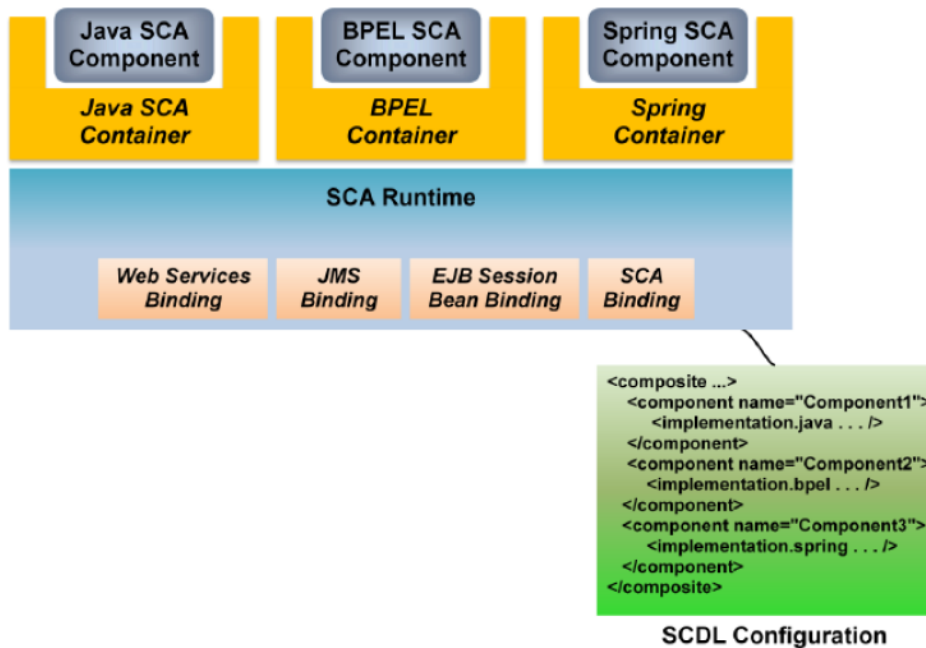 Java SCA
Component
BPEL SCA
Component
Spring SCA
Component
Java SCA
Container
BPEL
Container
Spring
Container
SCA Runtime
Web Services
Binding
JMS
Binding
EJB Session
Bean Binding
SCA
Binding
<composite ...>
<component name="Component1">
<implementation.java . . . />
</component>
<component name="Component2">
<implementation.bpel . . . />
</component>
<component name="Component3">
<implementation.spring . . . />
</component>
</composite>
SCDL Configuration